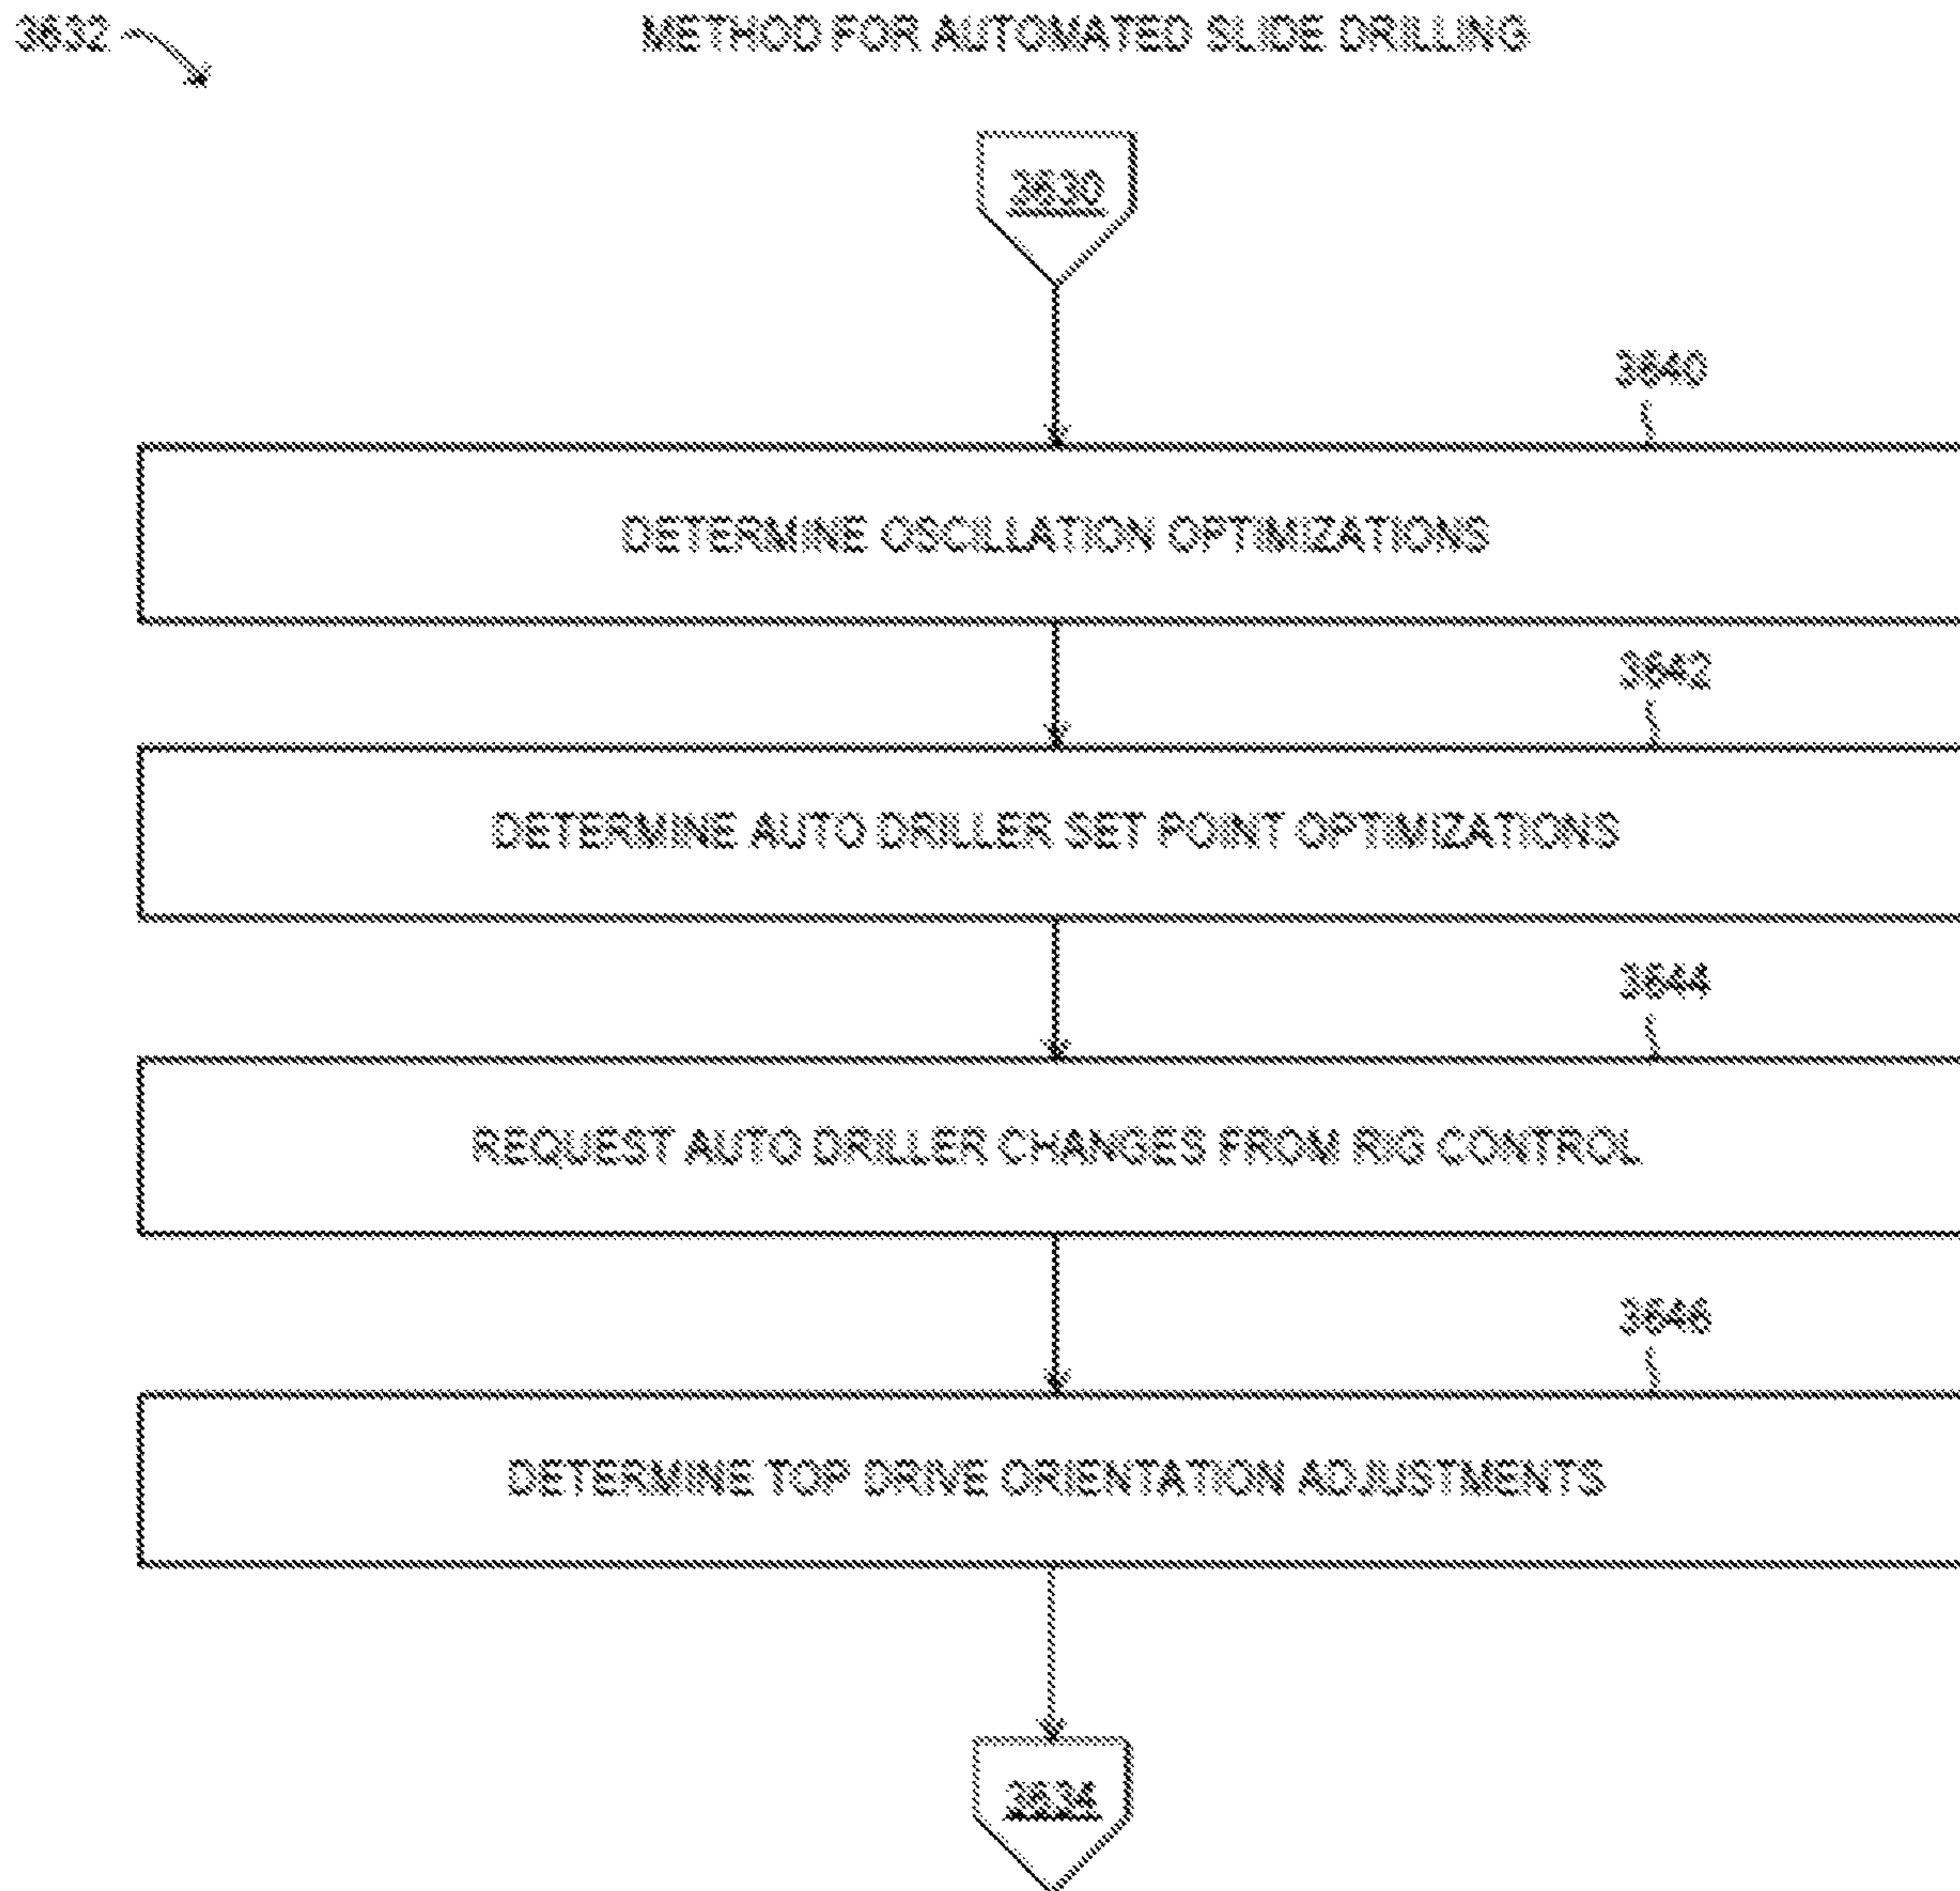 3632
METHOD FOR AUTOMATED SLIDE DRILLING
3630
3640
DETERMINE OSCILLATION OPTIMIZATIONS
3642
DETERMINE AUTO DRILLER SET POINT OPTIMIZATIONS
3644
REQUEST AUTO DRILLER CHANGES FROM RIG CONTROL
3646
DETERMINE TOP DRIVE ORIENTATION ADJUSTMENTS
3634